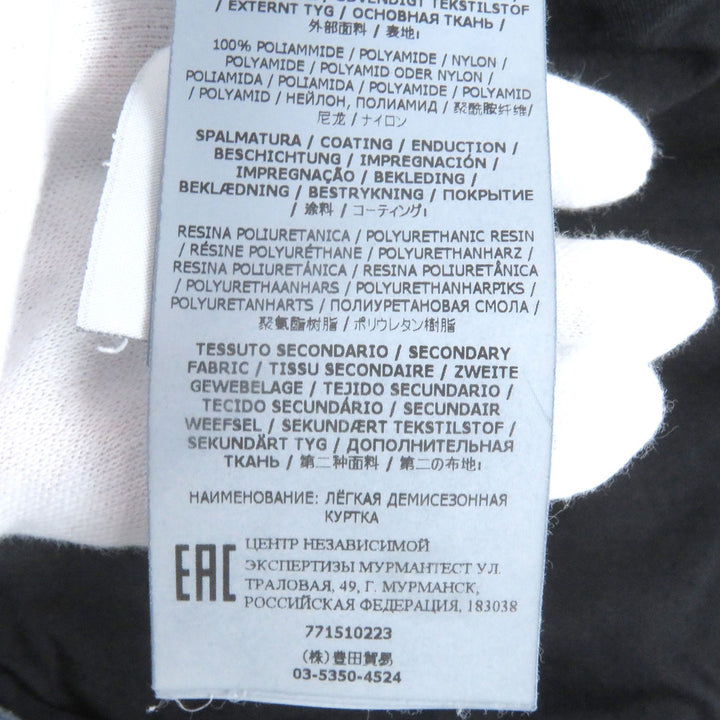 / EXTERNT TYG / ОСНОВНАЯ ТКАНЬ /
外部面料 / 表地:
100% POLIAMMIDE / POLYAMIDE / NYLON /
POLYAMIDE / POLYAMID ODER NYLON /
POLIAMIDA / POLIAMIDA / POLYAMIDE / POLYAMID
/ POLYAMID / НЕЙЛОН, ПОЛИАМИД / 聚酰胺纤维/
尼龙 / ナイロン
SPALMATURA / COATING / ENDUCTION /
BESCHICHTUNG / IMPREGNACIÓN /
IMPREGNAÇÃO / BEKLEDING /
BEKLÆDNING / BESTRYKNING / ПОКРЫТИЕ
/ 涂料 / コーティング:
RESINA POLIURETANICA / POLYURETHANIC RESIN
/ RÉSINE POLYURÉTHANE / POLYURETHANHARZ /
RESINA POLIURETÁNICA / RESINA POLIURETÂNICA
/ POLYURETHAANHARS / POLYURETHANHARPIKS /
POLYURETANHARTS / ПОЛИУРЕТАНОВАЯ СМОЛА /
聚氨酯树脂 / ポリウレタン樹脂
TESSUTO SECONDARIO / SECONDARY
FABRIC / TISSU SECONDAIRE / ZWEITE
GEWEBELAGE / TEJIDO SECUNDARIO /
TECIDO SECUNDÁRIO / SECUNDAIR
WEEFSEL / SEKUNDÆRT TEKSTILSTOF /
SEKUNDÄRT TYG / ДОПОЛНИТЕЛЬНАЯ
ТКАНЬ / 第二种面料 / 第二の布地:
НАИМЕНОВАНИЕ: ЛЁГКАЯ ДЕМИСЕЗОННАЯ
КУРТКА
EAC ЦЕНТР НЕЗАВИСИМОЙ
ЭКСПЕРТИЗЫ МУРМАНТЕСТ УЛ.
ТРАЛОВАЯ, 49, Г. МУРМАНСК,
РОССИЙСКАЯ ФЕДЕРАЦИЯ, 183038
771510223
(株)豊田貿易
03-5350-4524